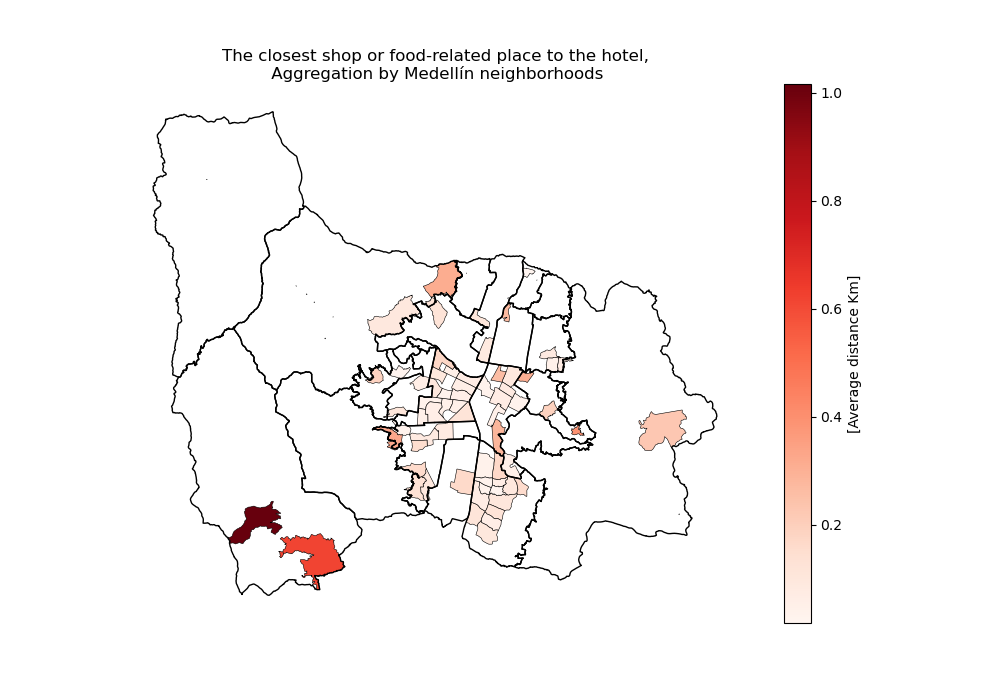 The closest shop or food-related place to the hotel,
Aggregation by Medellín neighborhoods
1.0
0.8
0.6
0.4
0.2
[Average distance Km]